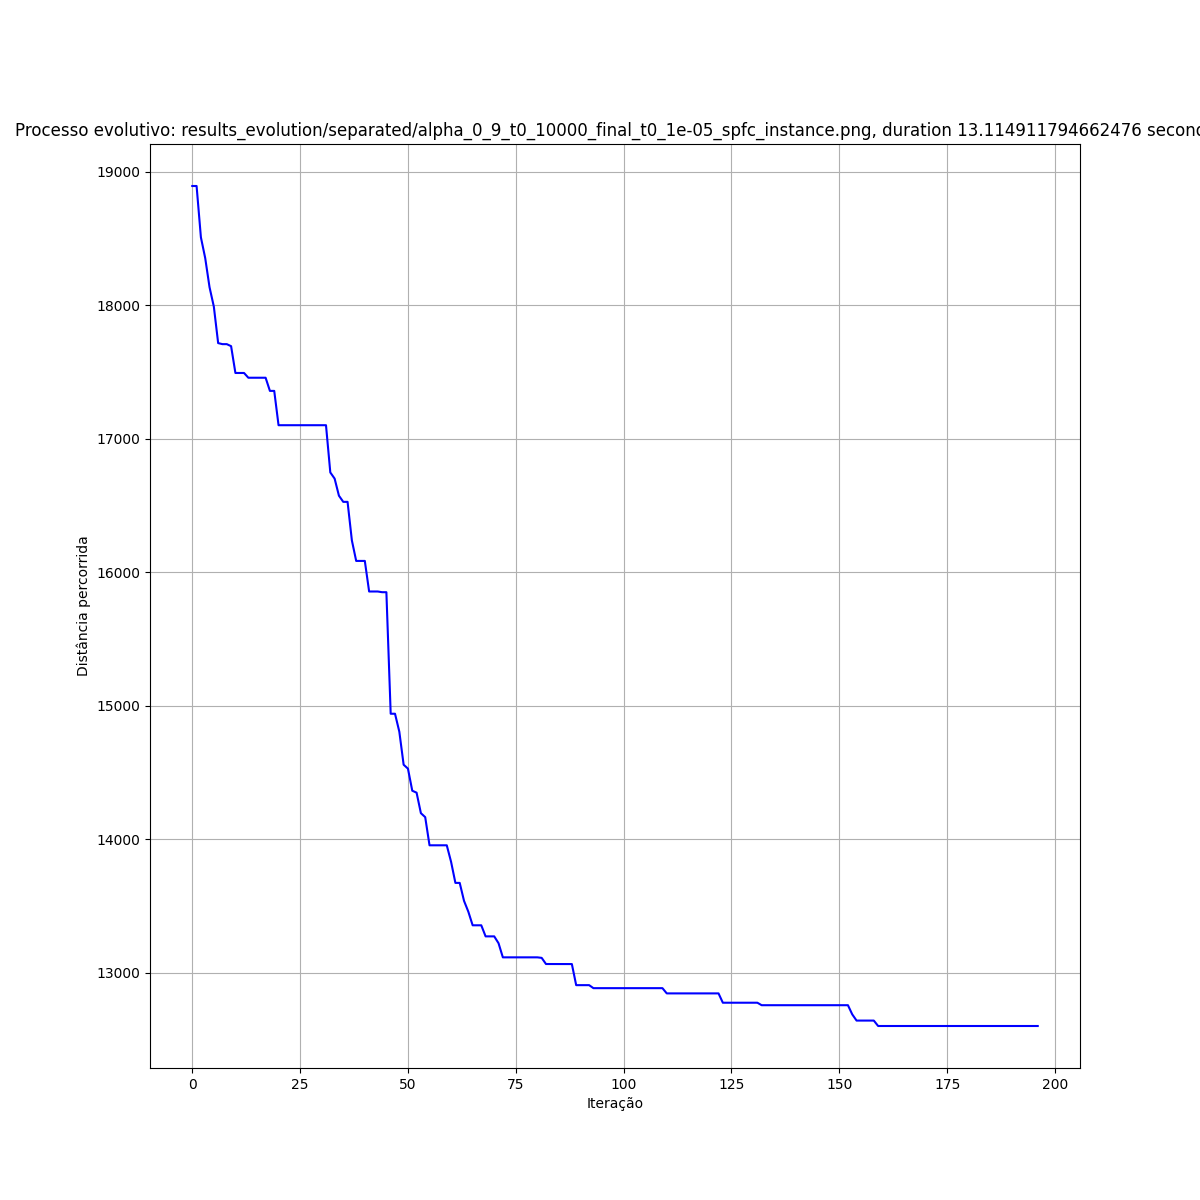 Processo evolutivo: results_evolution/separated/alpha_0_9_t0_10000_final_t0_1e-05_spfc_instance.png, duration 13.114911794662476
19000
18000
17000
16000
15000
14000
13000
Distância percorrida
0 25 50 75 100 125 150 175 200
Iteração